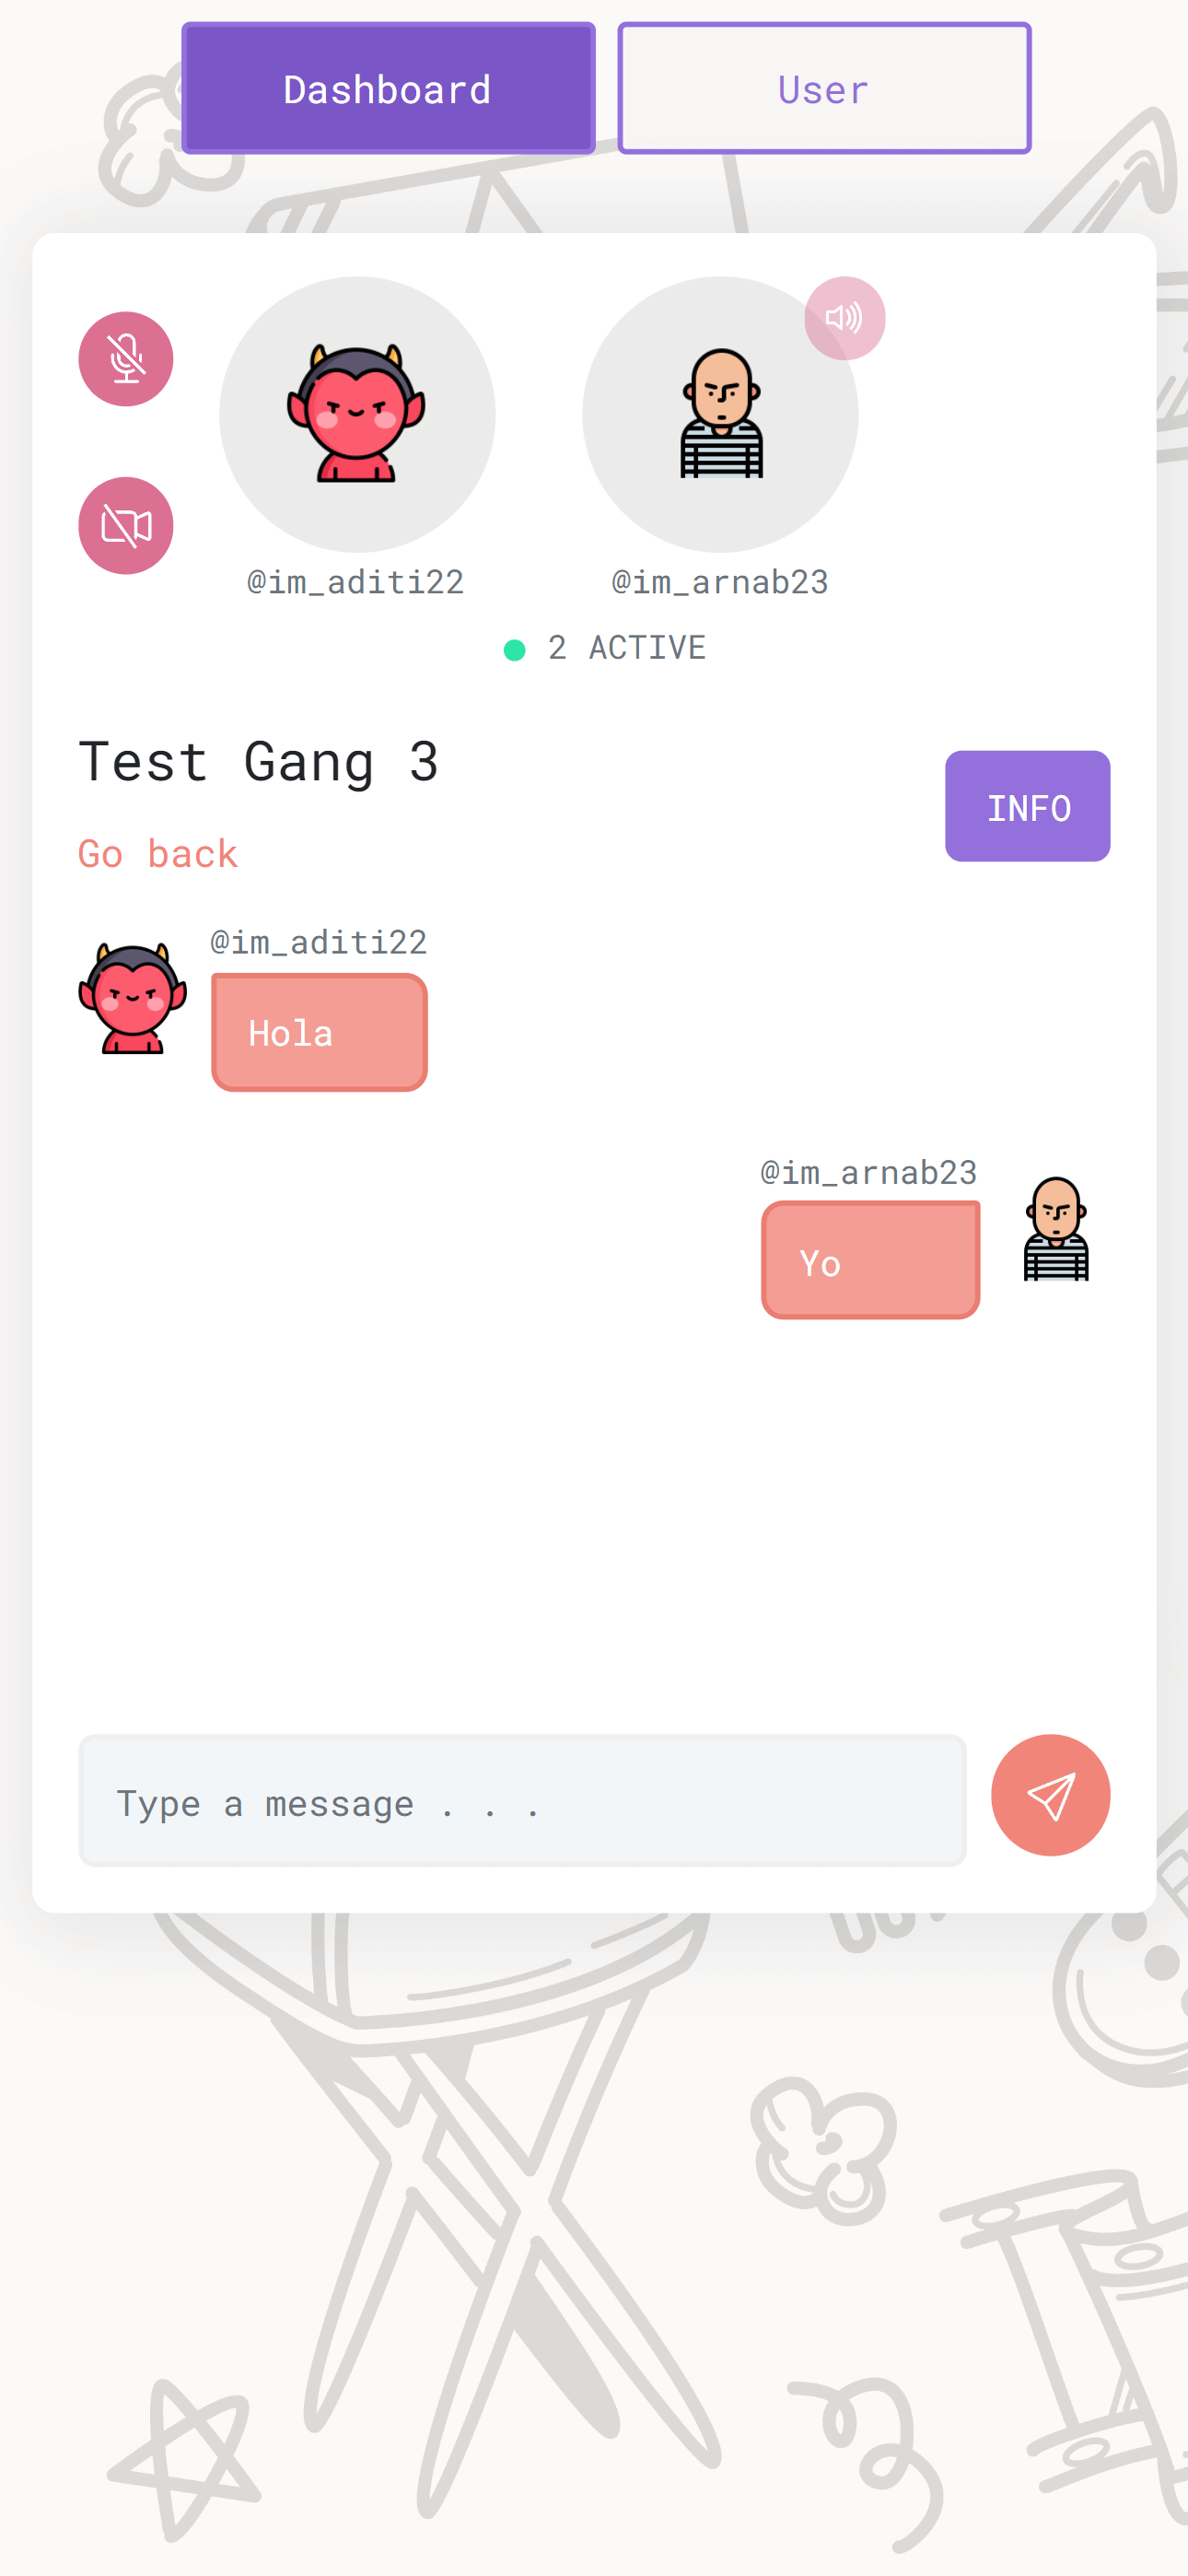 Dashboard
User
@im_aditi22
@im_arnab23
2 ACTIVE
Test Gang 3
INFO
Go back
@im_aditi22
Hola
@im_arnab23
Yo
Type a message . . .